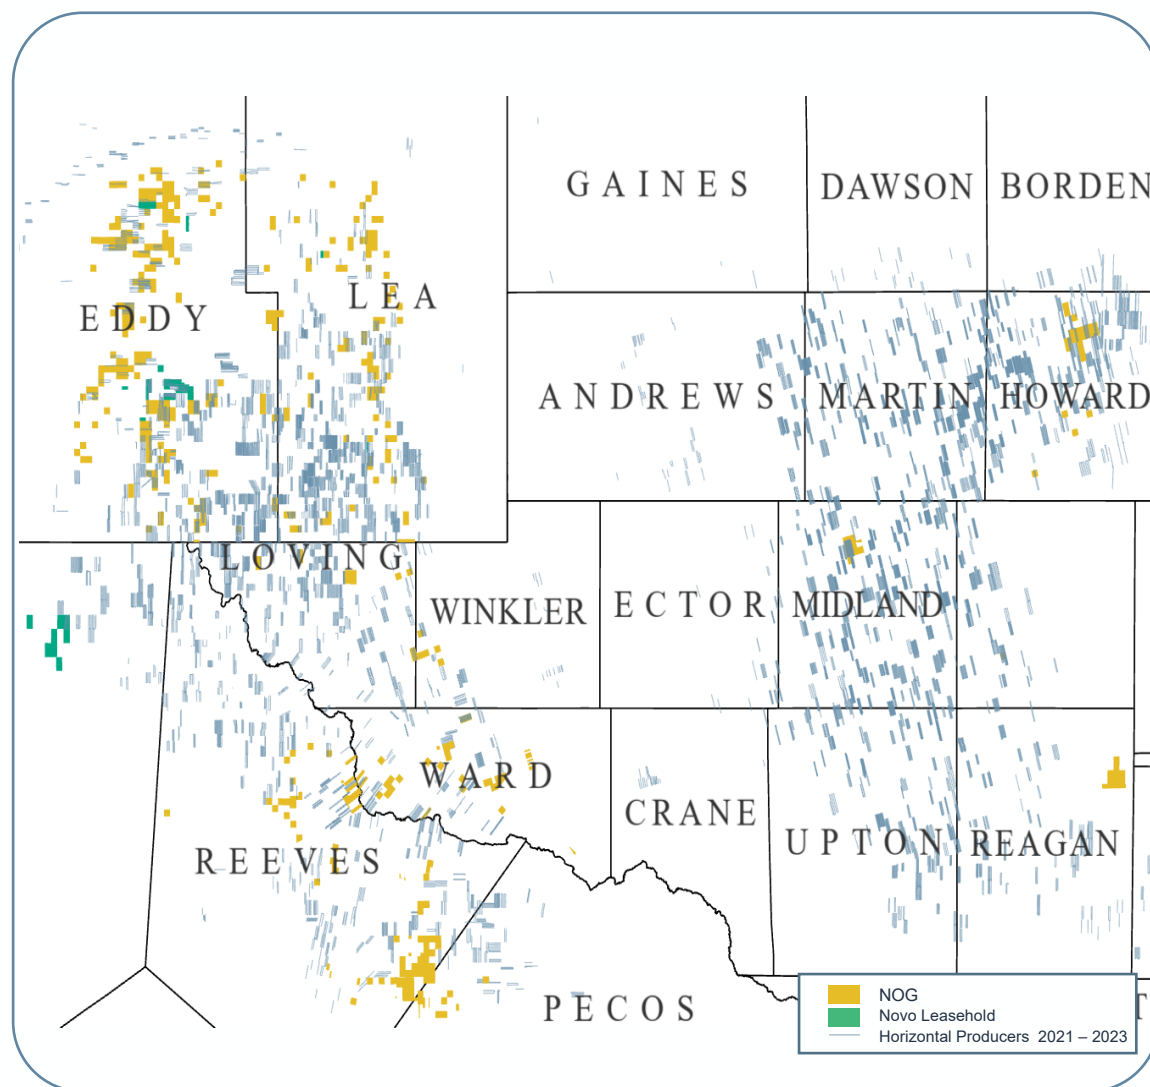 GAINES
DAWSON
BORDEN
EDDY
LEA
ANDREWS
MARTIN
HOWARD
LOVING
WINKLER
ECTOR
MIDLAND
WARD
CRANE
UPTON
REAGAN
REEVES
PECOS
T
NOG
Novo Leasehold
Horizontal Producers 2021 – 2023